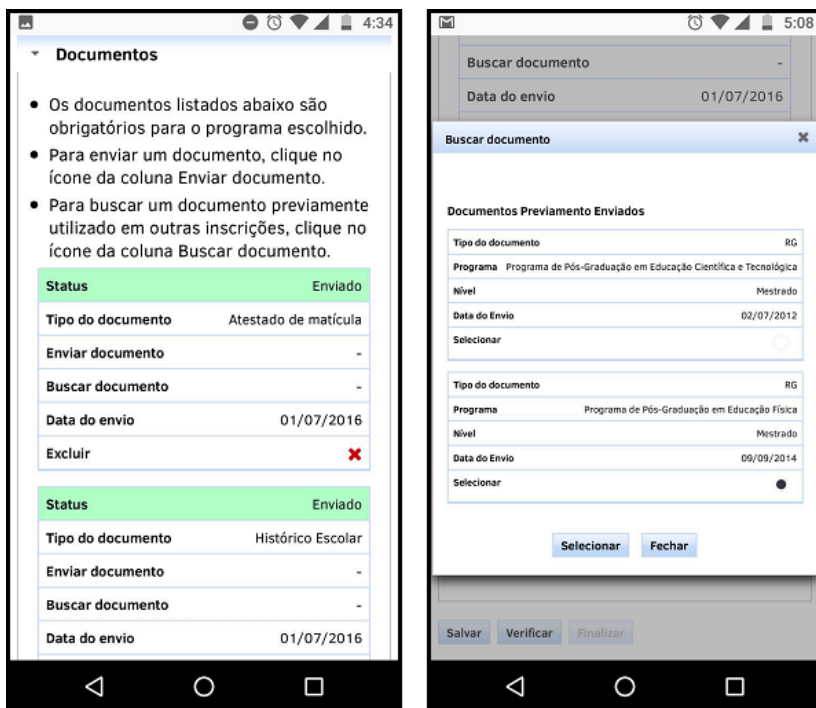 4:34
Documentos
Os documentos listados abaixo são
obrigatórios para o programa escolhido.
Para enviar um documento, clique no
ícone da coluna Enviar documento.
Para buscar um documento previamente
utilizado em outras inscrições, clique no
ícone da coluna Buscar documento.
Status Enviado
Tipo do documento Atestado de matícula
Enviar documento -
Buscar documento -
Data do envio 01/07/2016
Excluir
Status Enviado
Tipo do documento Histórico Escolar
Enviar documento -
Buscar documento -
Data do envio 01/07/2016
5:08
Buscar documento -
Data do envio 01/07/2016
Buscar documento
Documentos Previamento Enviados
Tipo do documento RG
Programa Programa de Pós-Graduação em Educação Científica e Tecnológica
Nível Mestrado
Data do Envio 02/07/2012
Selecionar
Tipo do documento RG
Programa Programa de Pós-Graduação em Educação Física
Nível Mestrado
Data do Envio 09/09/2014
Selecionar
Selecionar Fechar
Salvar Verificar Finalizar